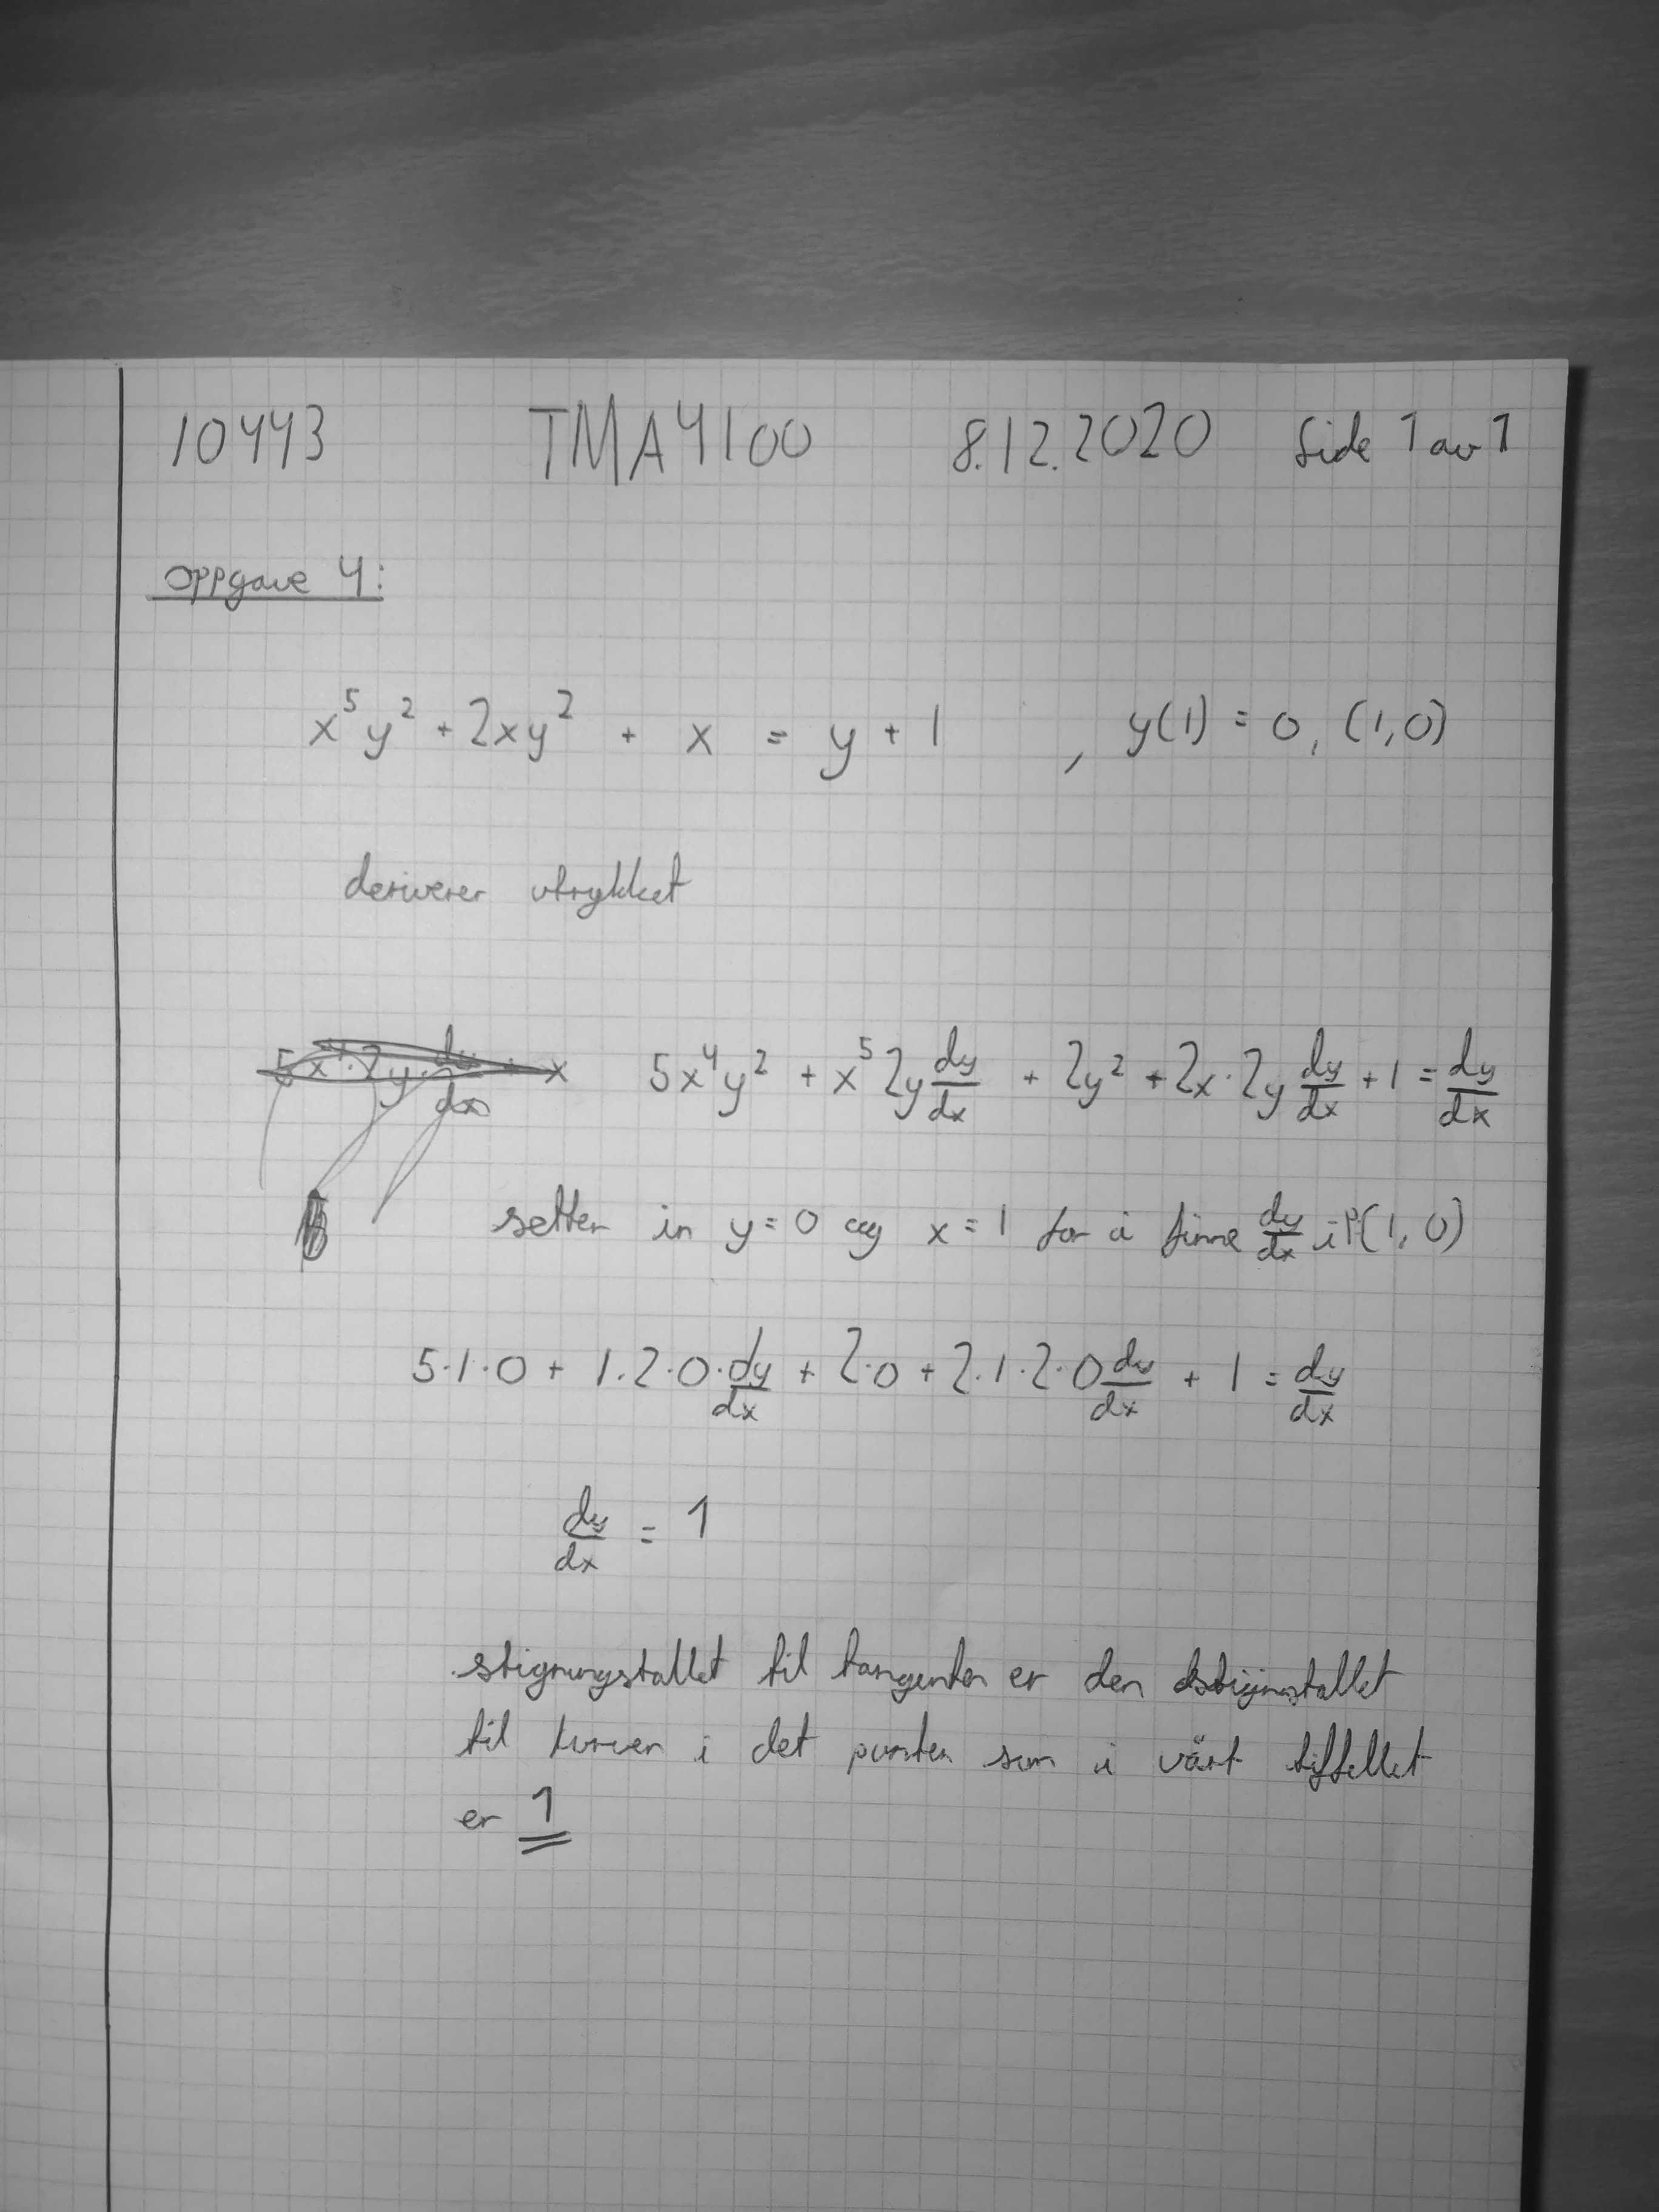 10443 TMA4100 8.12.2020 Side 1 av 1
oppgave 4:
x⁵y² + 2xy² + x = y + 1 , y(1) = 0, (1,0)
deriverer utrykket
5x⁴y² + x⁵2y dy/dx + 2y² + 2x·2y dy/dx + 1 = dy/dx
setter in y=0 og x=1 for å finne dy/dx i P(1,0)
5·1·0 + 1·2·0·dy/dx + 2·0 + 2·1·2·0 dy/dx + 1 = dy/dx
dy/dx = 1
stigningstallet til tangenten er den
til kurven i det punkten som i vårt tilfellet
er 1